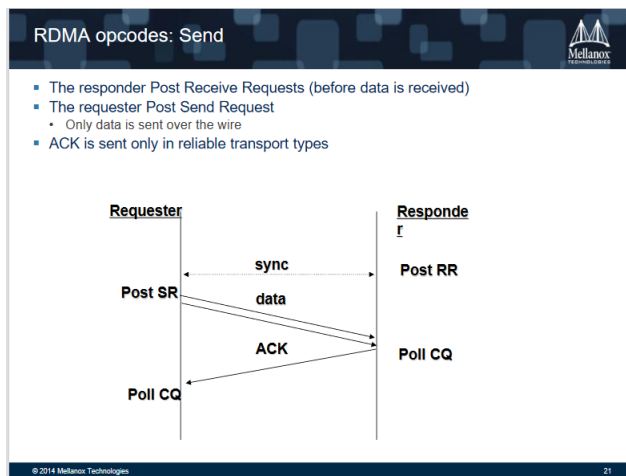 RDMA opcodes: Send
Mellanox
TECHNOLOGIES
▪ The responder Post Receive Requests (before data is received)
▪ The requester Post Send Request
• Only data is sent over the wire
▪ ACK is sent only in reliable transport types
Requester
Responde
r
sync
Post RR
Post SR
data
ACK
Poll CQ
Poll CQ
© 2014 Mellanox Technologies
21